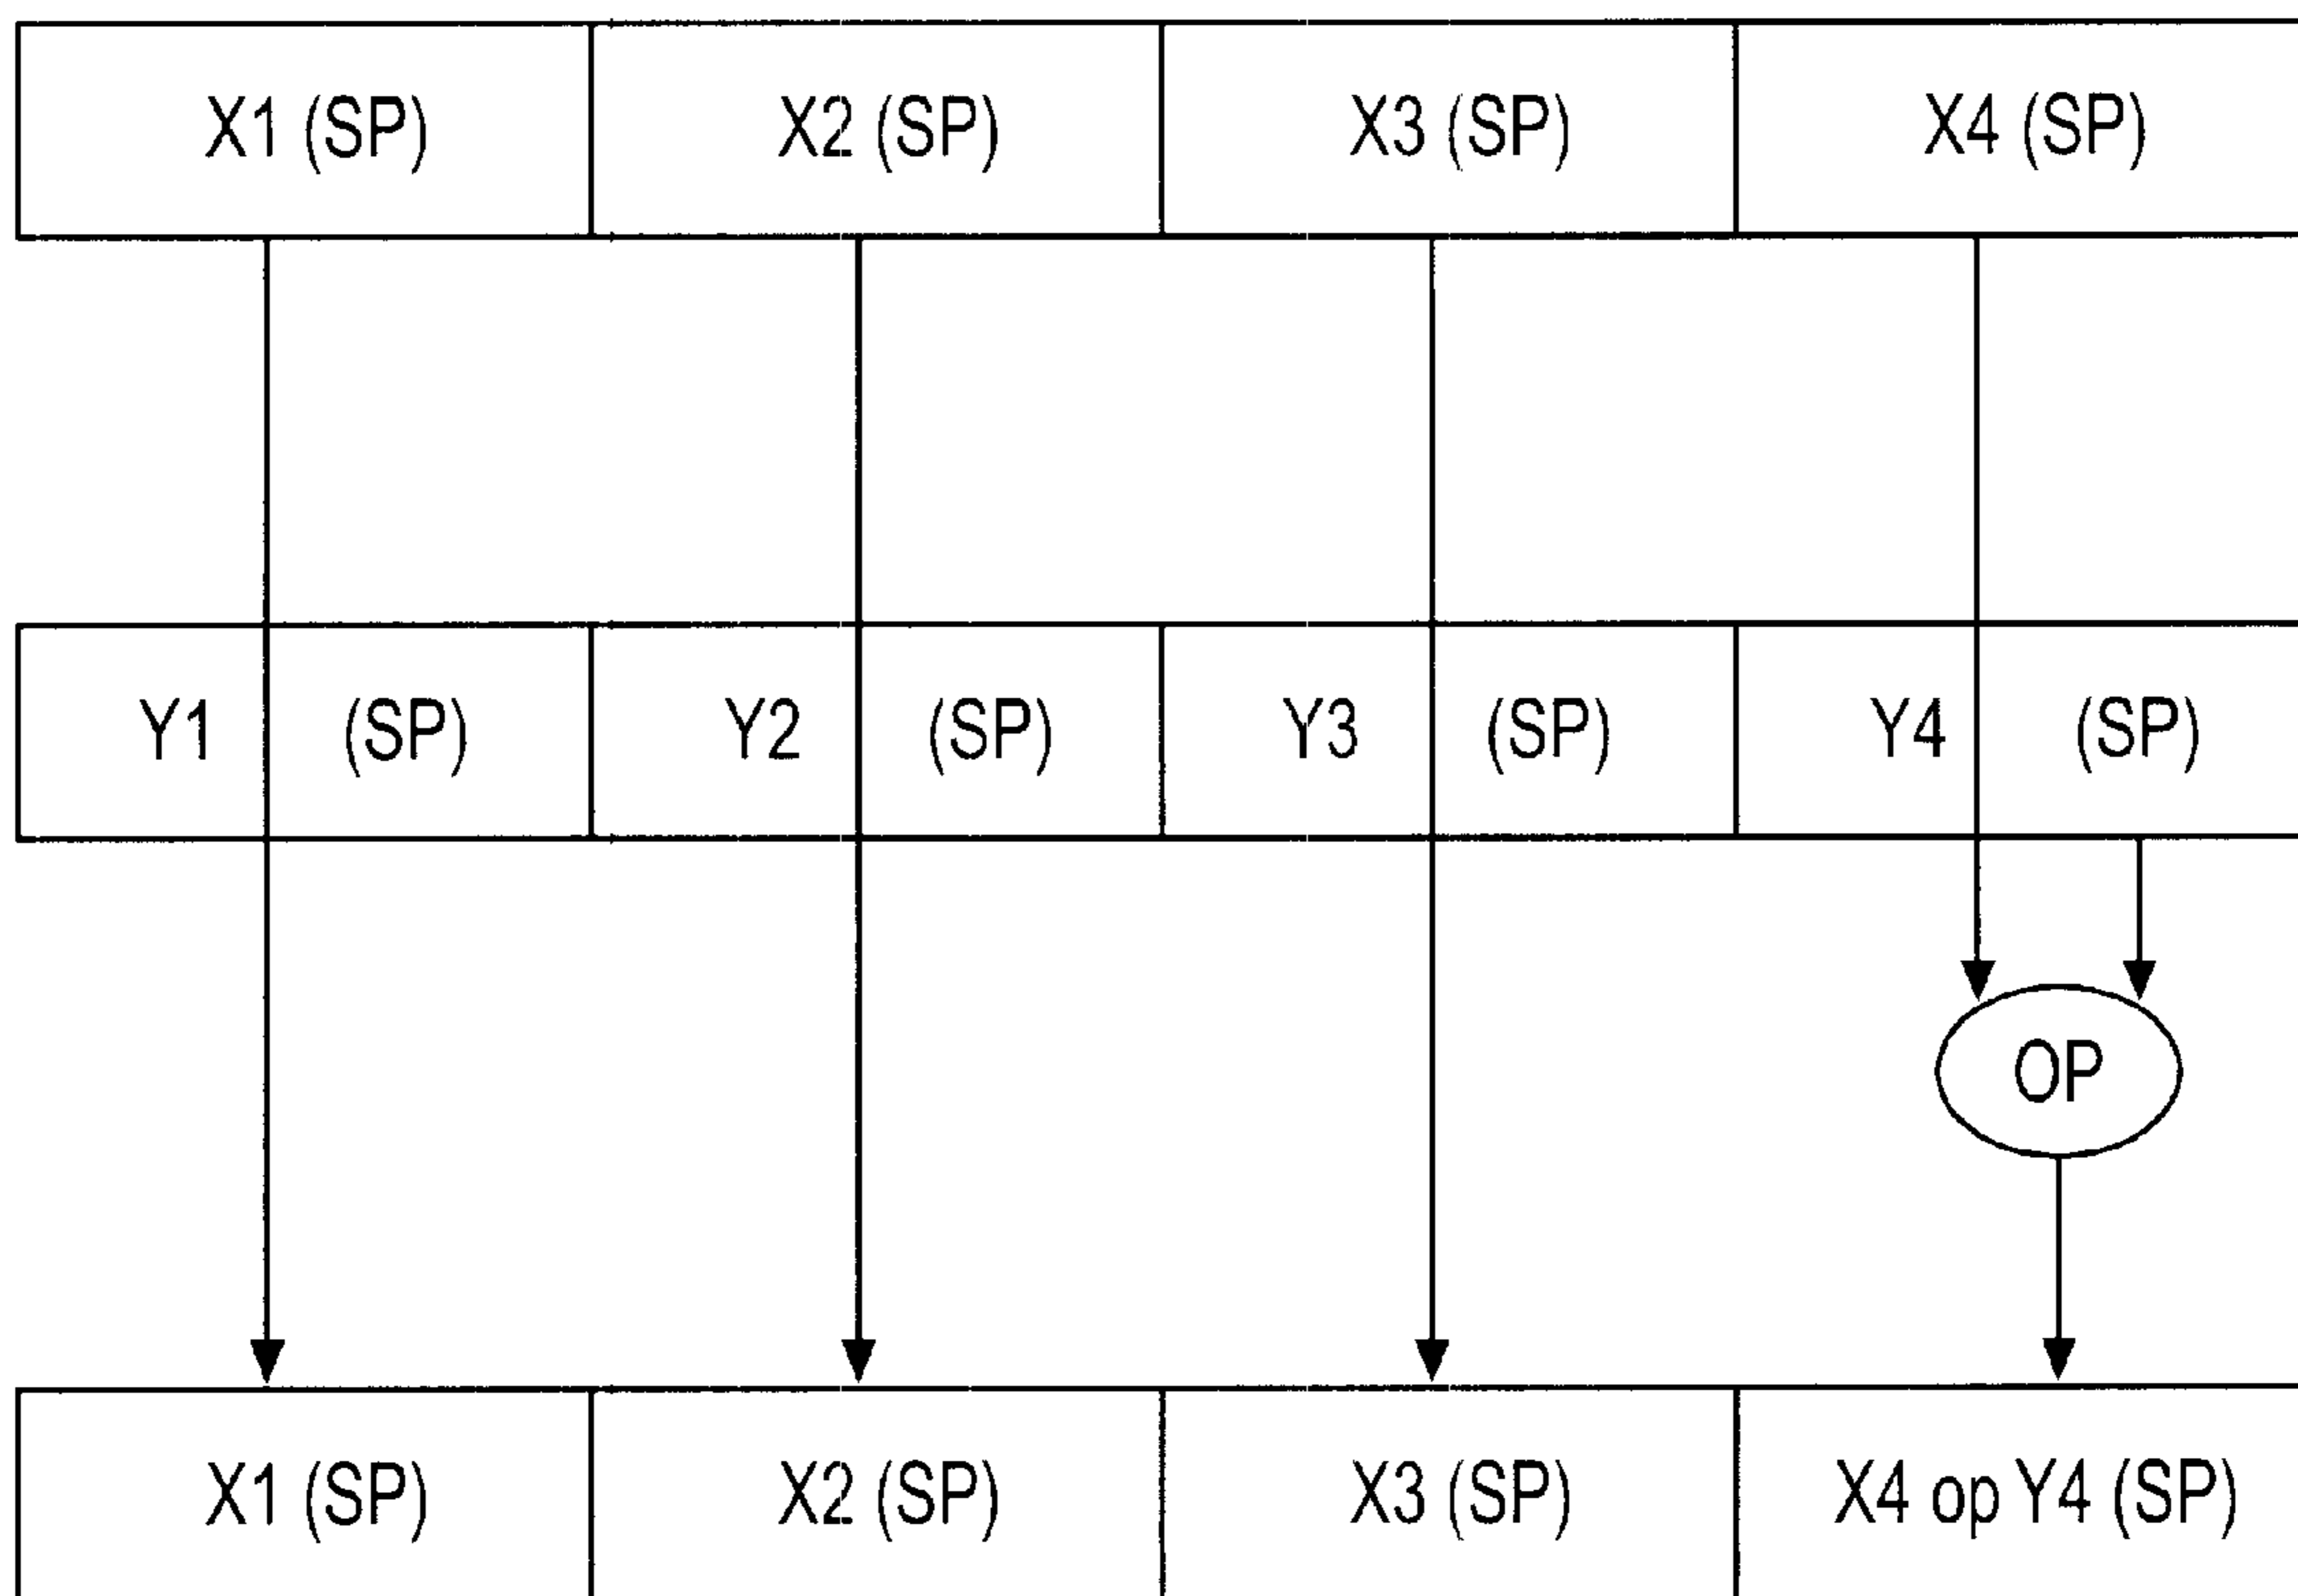 X1 (SP) X2 (SP) X3 (SP) X4 (SP)
Y1 (SP) Y2 (SP) Y3 (SP) Y4 (SP)
OP
X1 (SP) X2 (SP) X3 (SP) X4 op Y4 (SP)